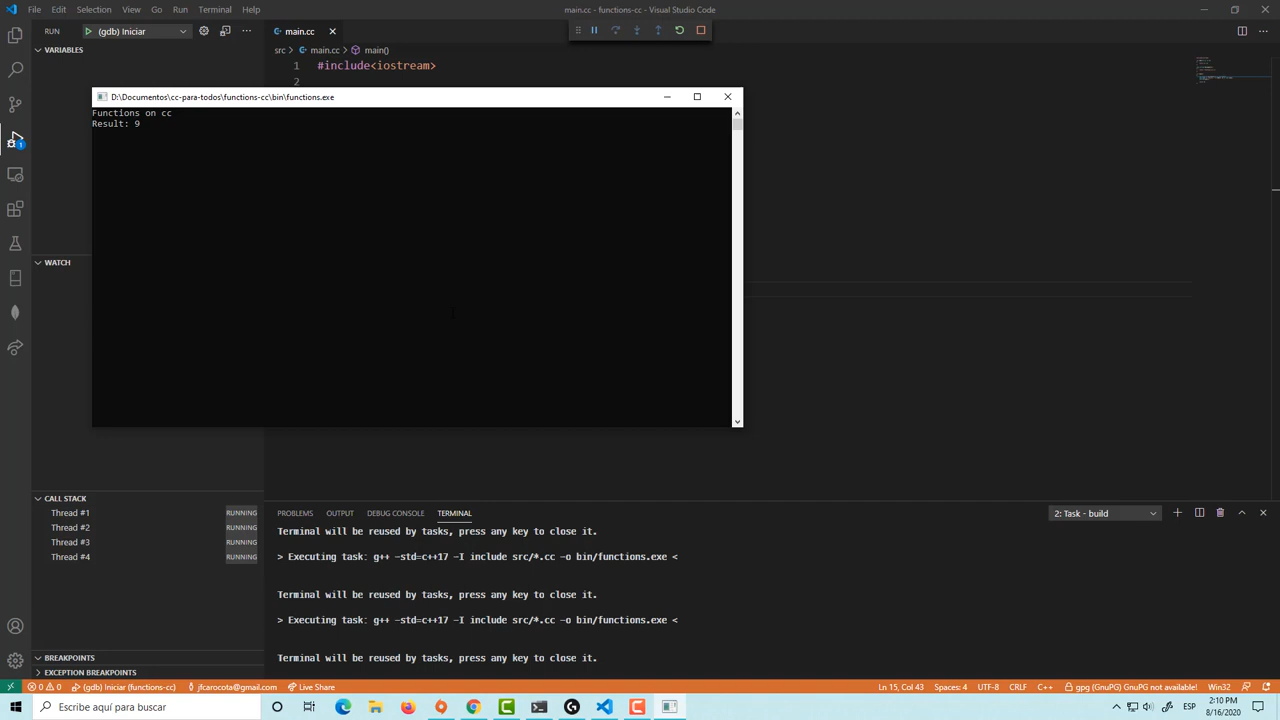 File Edit Selection View Go Run Terminal Help
main.cc - functions-cc - Visual Studio Code
RUN (gdb) Iniciar
main.cc
VARIABLES
src main.cc main()
1 #include<iostream>
2
D:\Documentos\cc-para-todos\functions-cc\bin\functions.exe
Functions on cc
Result: 9
1
WATCH
CALL STACK
Thread #1 RUNNING
Thread #2 RUNNING
Thread #3 RUNNING
Thread #4 RUNNING
PROBLEMS OUTPUT DEBUG CONSOLE TERMINAL 2: Task - build
Terminal will be reused by tasks, press any key to close it.
> Executing task: g++ -std=c++17 -I include src/*.cc -o bin/functions.exe <
Terminal will be reused by tasks, press any key to close it.
> Executing task: g++ -std=c++17 -I include src/*.cc -o bin/functions.exe <
Terminal will be reused by tasks, press any key to close it.
BREAKPOINTS
EXCEPTION BREAKPOINTS
0 0 (gdb) Iniciar (functions-cc) jfcarocota@gmail.com Live Share Ln 15, Col 43 Spaces: 4 UTF-8 CRLF C++ gpg (GnuPG) GnuPG not available! Win32
Escribe aquí para buscar
ESP
2:10 PM
8/16/2020